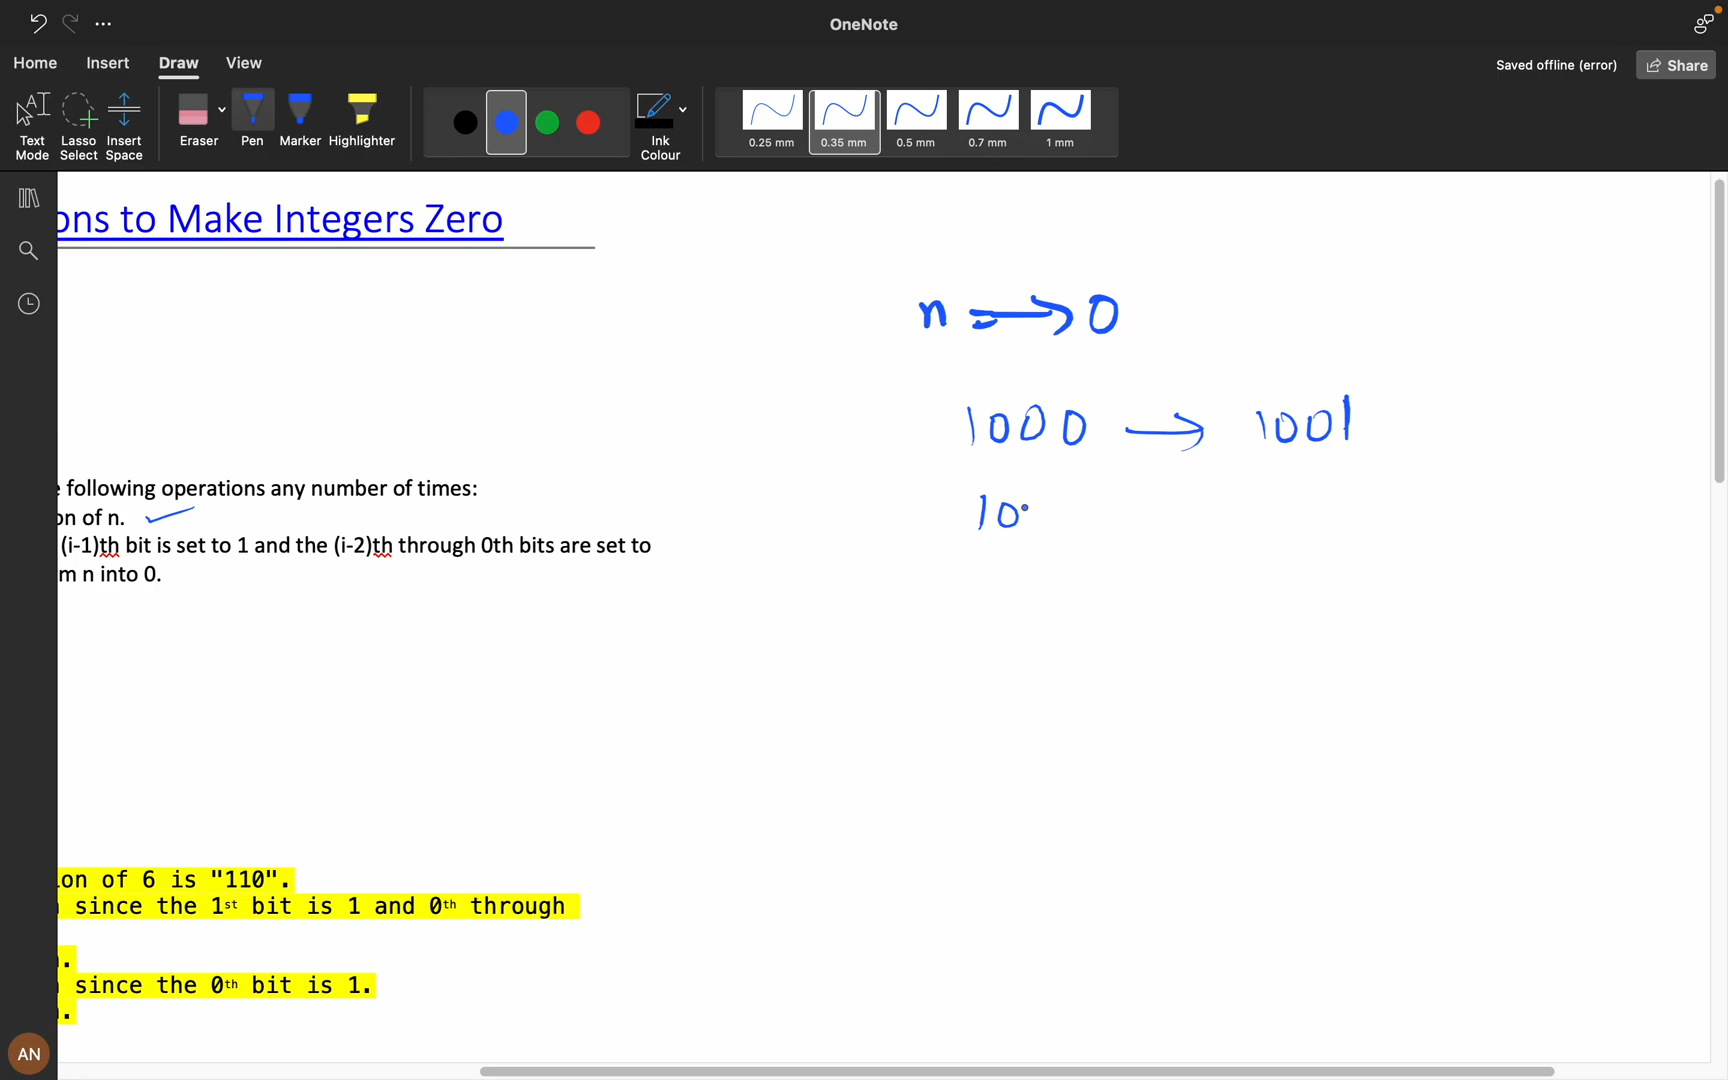 OneNote
Home Insert Draw View
Saved offline (error) Share
Text Mode
Lasso Select
Insert Space
Eraser
Pen
Marker
Highlighter
Ink Colour
0.25 mm
0.35 mm
0.5 mm
0.7 mm
1 mm
ons to Make Integers Zero
n → 0
1000 → 1001
10
e following operations any number of times:
on of n.
(i-1)th bit is set to 1 and the (i-2)th through 0th bits are set to
m n into 0.
ion of 6 is "110".
since the 1st bit is 1 and 0th through
.
since the 0th bit is 1.
.
AN